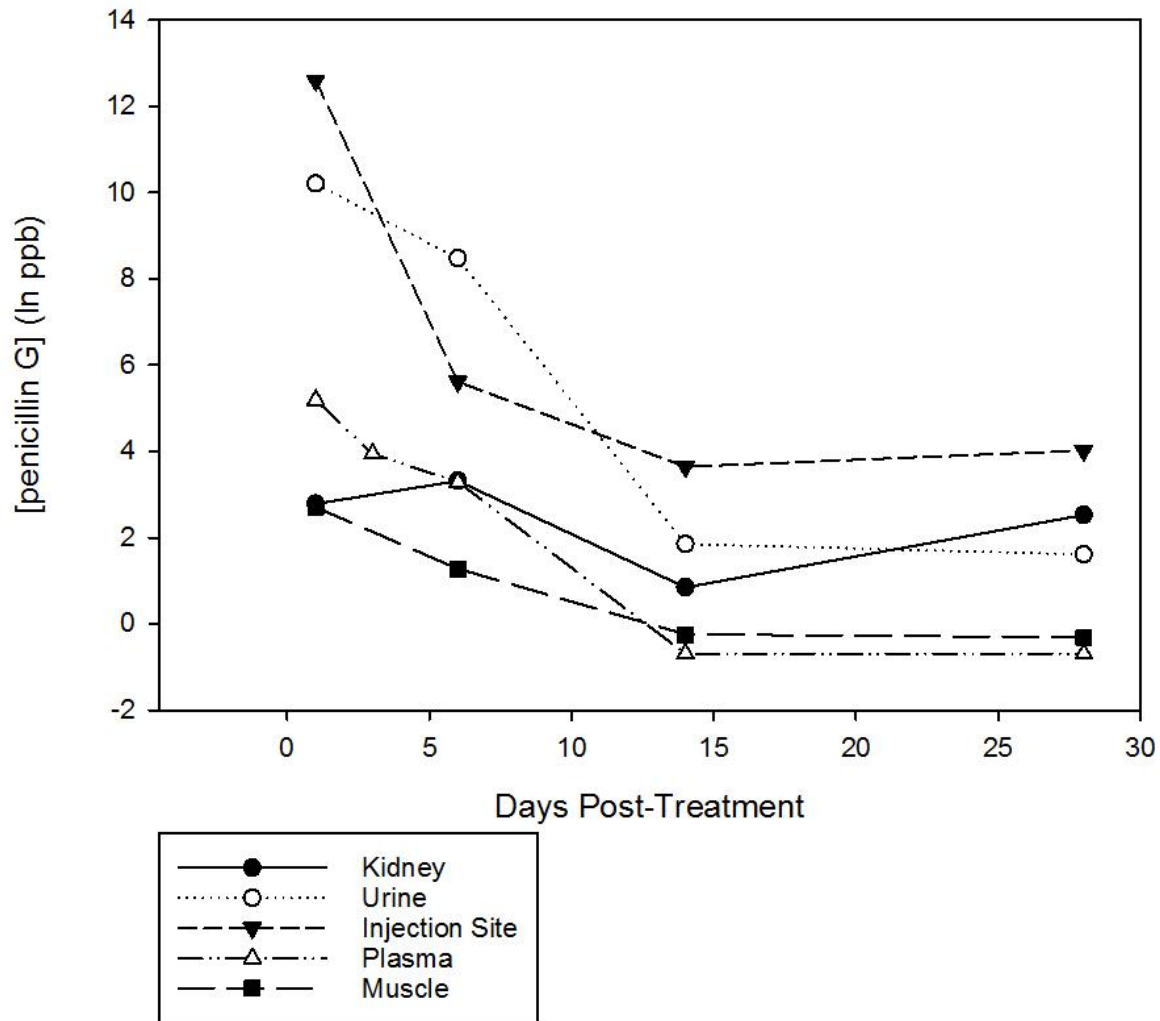 14
12
10
8
6
4
2
0
-2
[penicillin G] (ln ppb)
0 5 10 15 20 25 30
Days Post-Treatment
Kidney
Urine
Injection Site
Plasma
Muscle